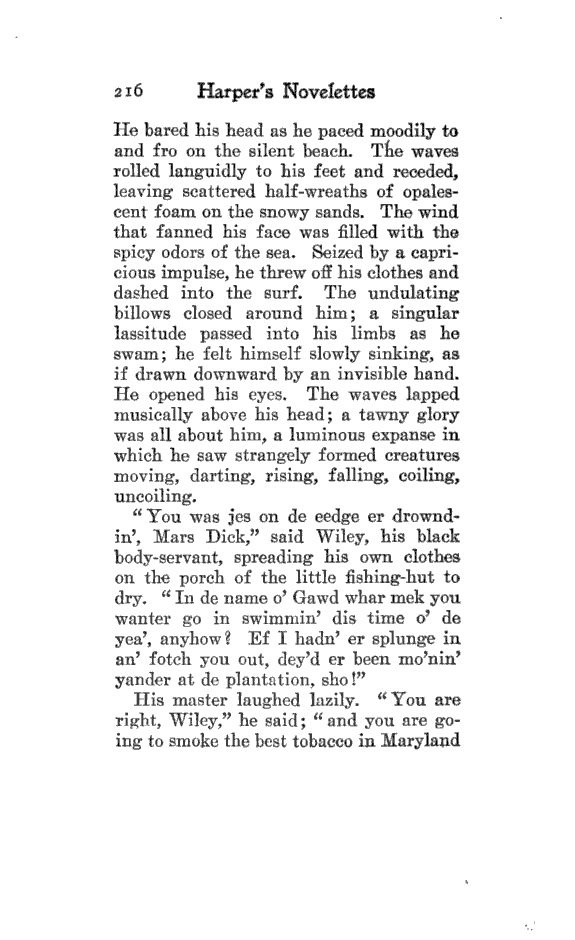 216 Harper's Novelettes
He bared his head as he paced moodily to
and fro on the silent beach. The waves
rolled languidly to his feet and receded,
leaving scattered half-wreaths of opales-
cent foam on the snowy sands. The wind
that fanned his face was filled with the
spicy odors of the sea. Seized by a capri-
cious impulse, he threw off his clothes and
dashed into the surf. The undulating
billows closed around him; a singular
lassitude passed into his limbs as he
swam; he felt himself slowly sinking, as
if drawn downward by an invisible hand.
He opened his eyes. The waves lapped
musically above his head; a tawny glory
was all about him, a luminous expanse in
which he saw strangely formed creatures
moving, darting, rising, falling, coiling,
uncoiling.
"You was jes on de eedge er drownd-
in', Mars Dick," said Wiley, his black
body-servant, spreading his own clothes
on the porch of the little fishing-hut to
dry. "In de name o' Gawd whar mek you
wanter go in swimmin' dis time o' de
yea', anyhow? Ef I hadn' er splunge in
an' fotch you out, dey'd er been mo'nin'
yander at de plantation, sho!"
His master laughed lazily. "You are
right, Wiley," he said; "and you are go-
ing to smoke the best tobacco in Maryland